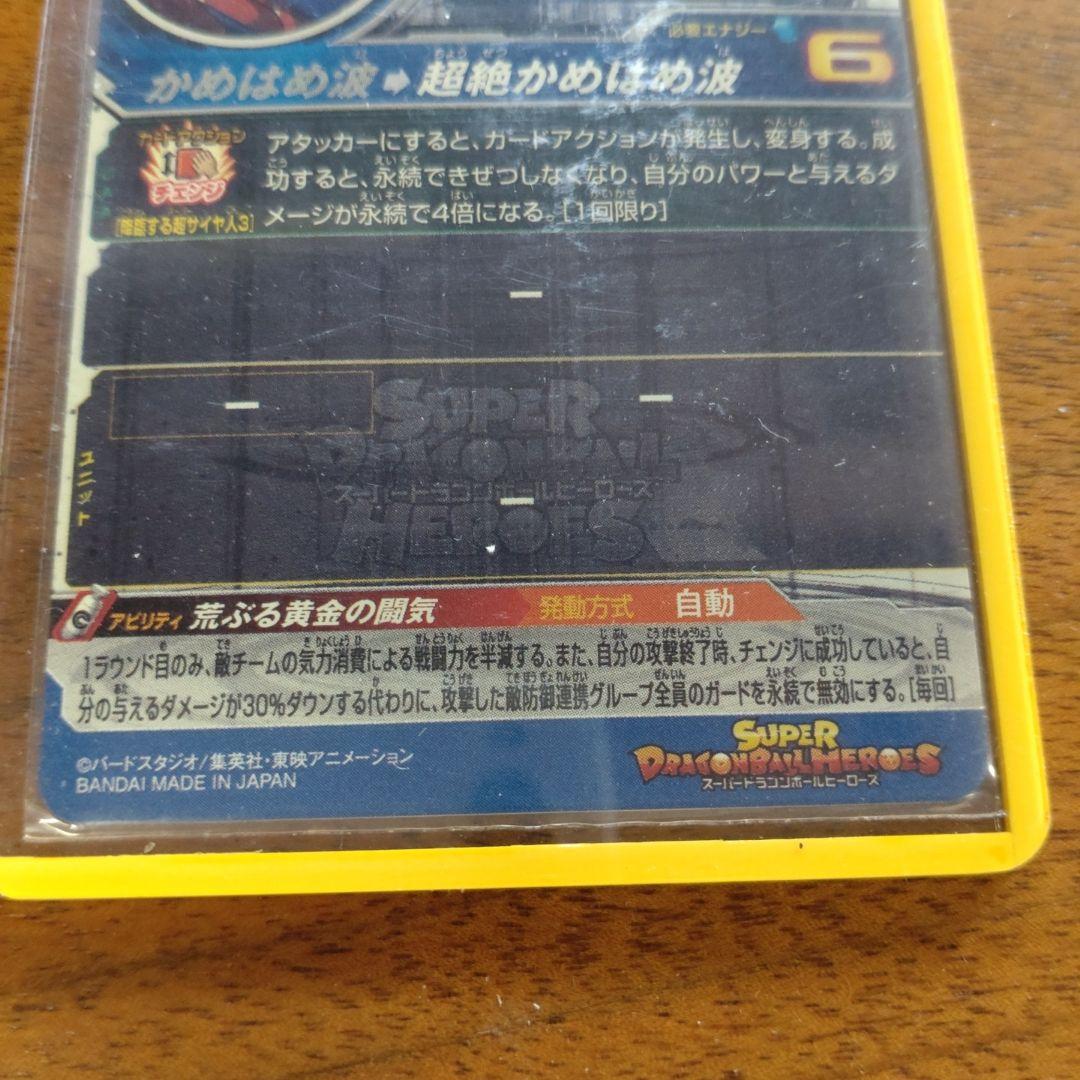 必要エナジー
6
かめはめ波➡超絶かめはめ波
カードアクション
チェンジ
[降臨する超サイヤ人3]
アタッカーにすると、カードアクションが発生し、変身する。成
功すると、永続できぜつしなくなり、自分のパワーと与えるダ
メージが永続で4倍になる。[1回限り]
ー
ー
ー
ー
ユニット
SUPER
DRAGONBALL
スーパードラゴンボールヒーローズ
HEROES
アビリティ 荒ぶる黄金の闘気 発動方式 自動
1ラウンド目のみ、敵チームの気力消費による戦闘力を半減する。また、自分の攻撃終了時、チェンジに成功していると、自
分の与えるダメージが30%ダウンする代わりに、攻撃した敵防御連携グループ全員のガードを永続で無効にする。[毎回]
©バードスタジオ/集英社・東映アニメーション
BANDAI MADE IN JAPAN
SUPER
DRAGONBALL HEROES
スーパードラゴンボールヒーローズ